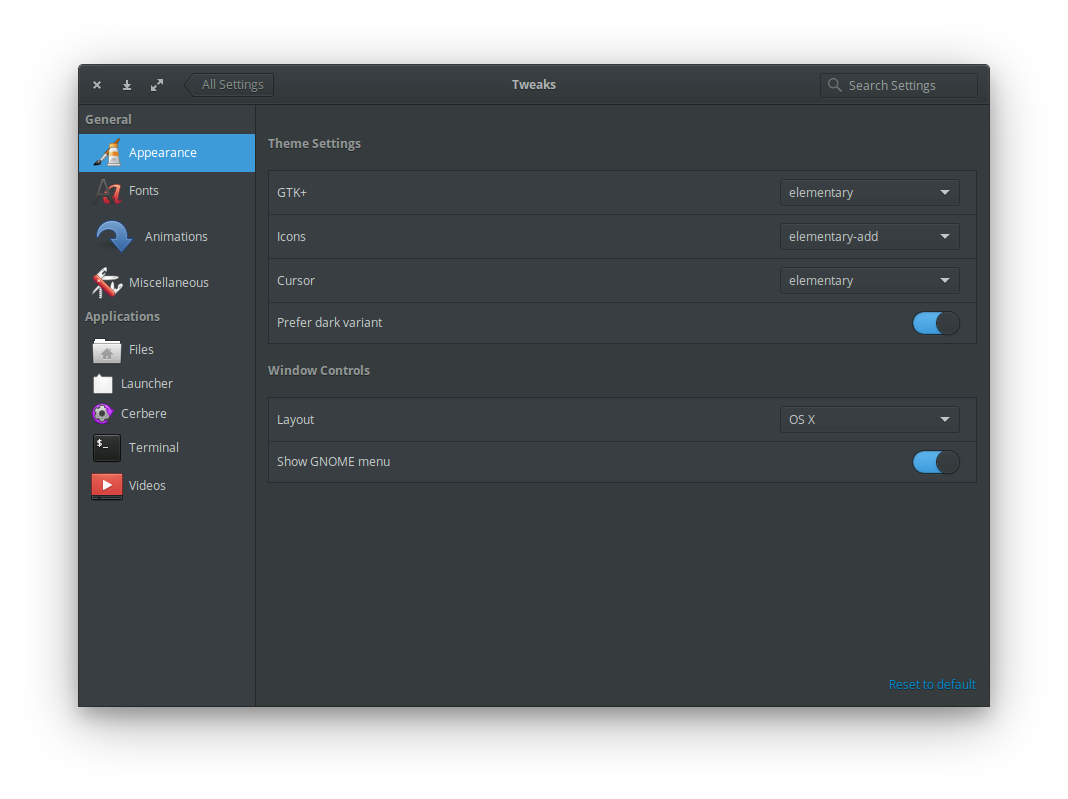 All Settings
Tweaks
Search Settings
General
Appearance
Fonts
Animations
Miscellaneous
Applications
Files
Launcher
Cerbere
$_
Terminal
Videos
Theme Settings
GTK+
elementary
Icons
elementary-add
Cursor
elementary
Prefer dark variant
Window Controls
Layout
OS X
Show GNOME menu
Reset to default